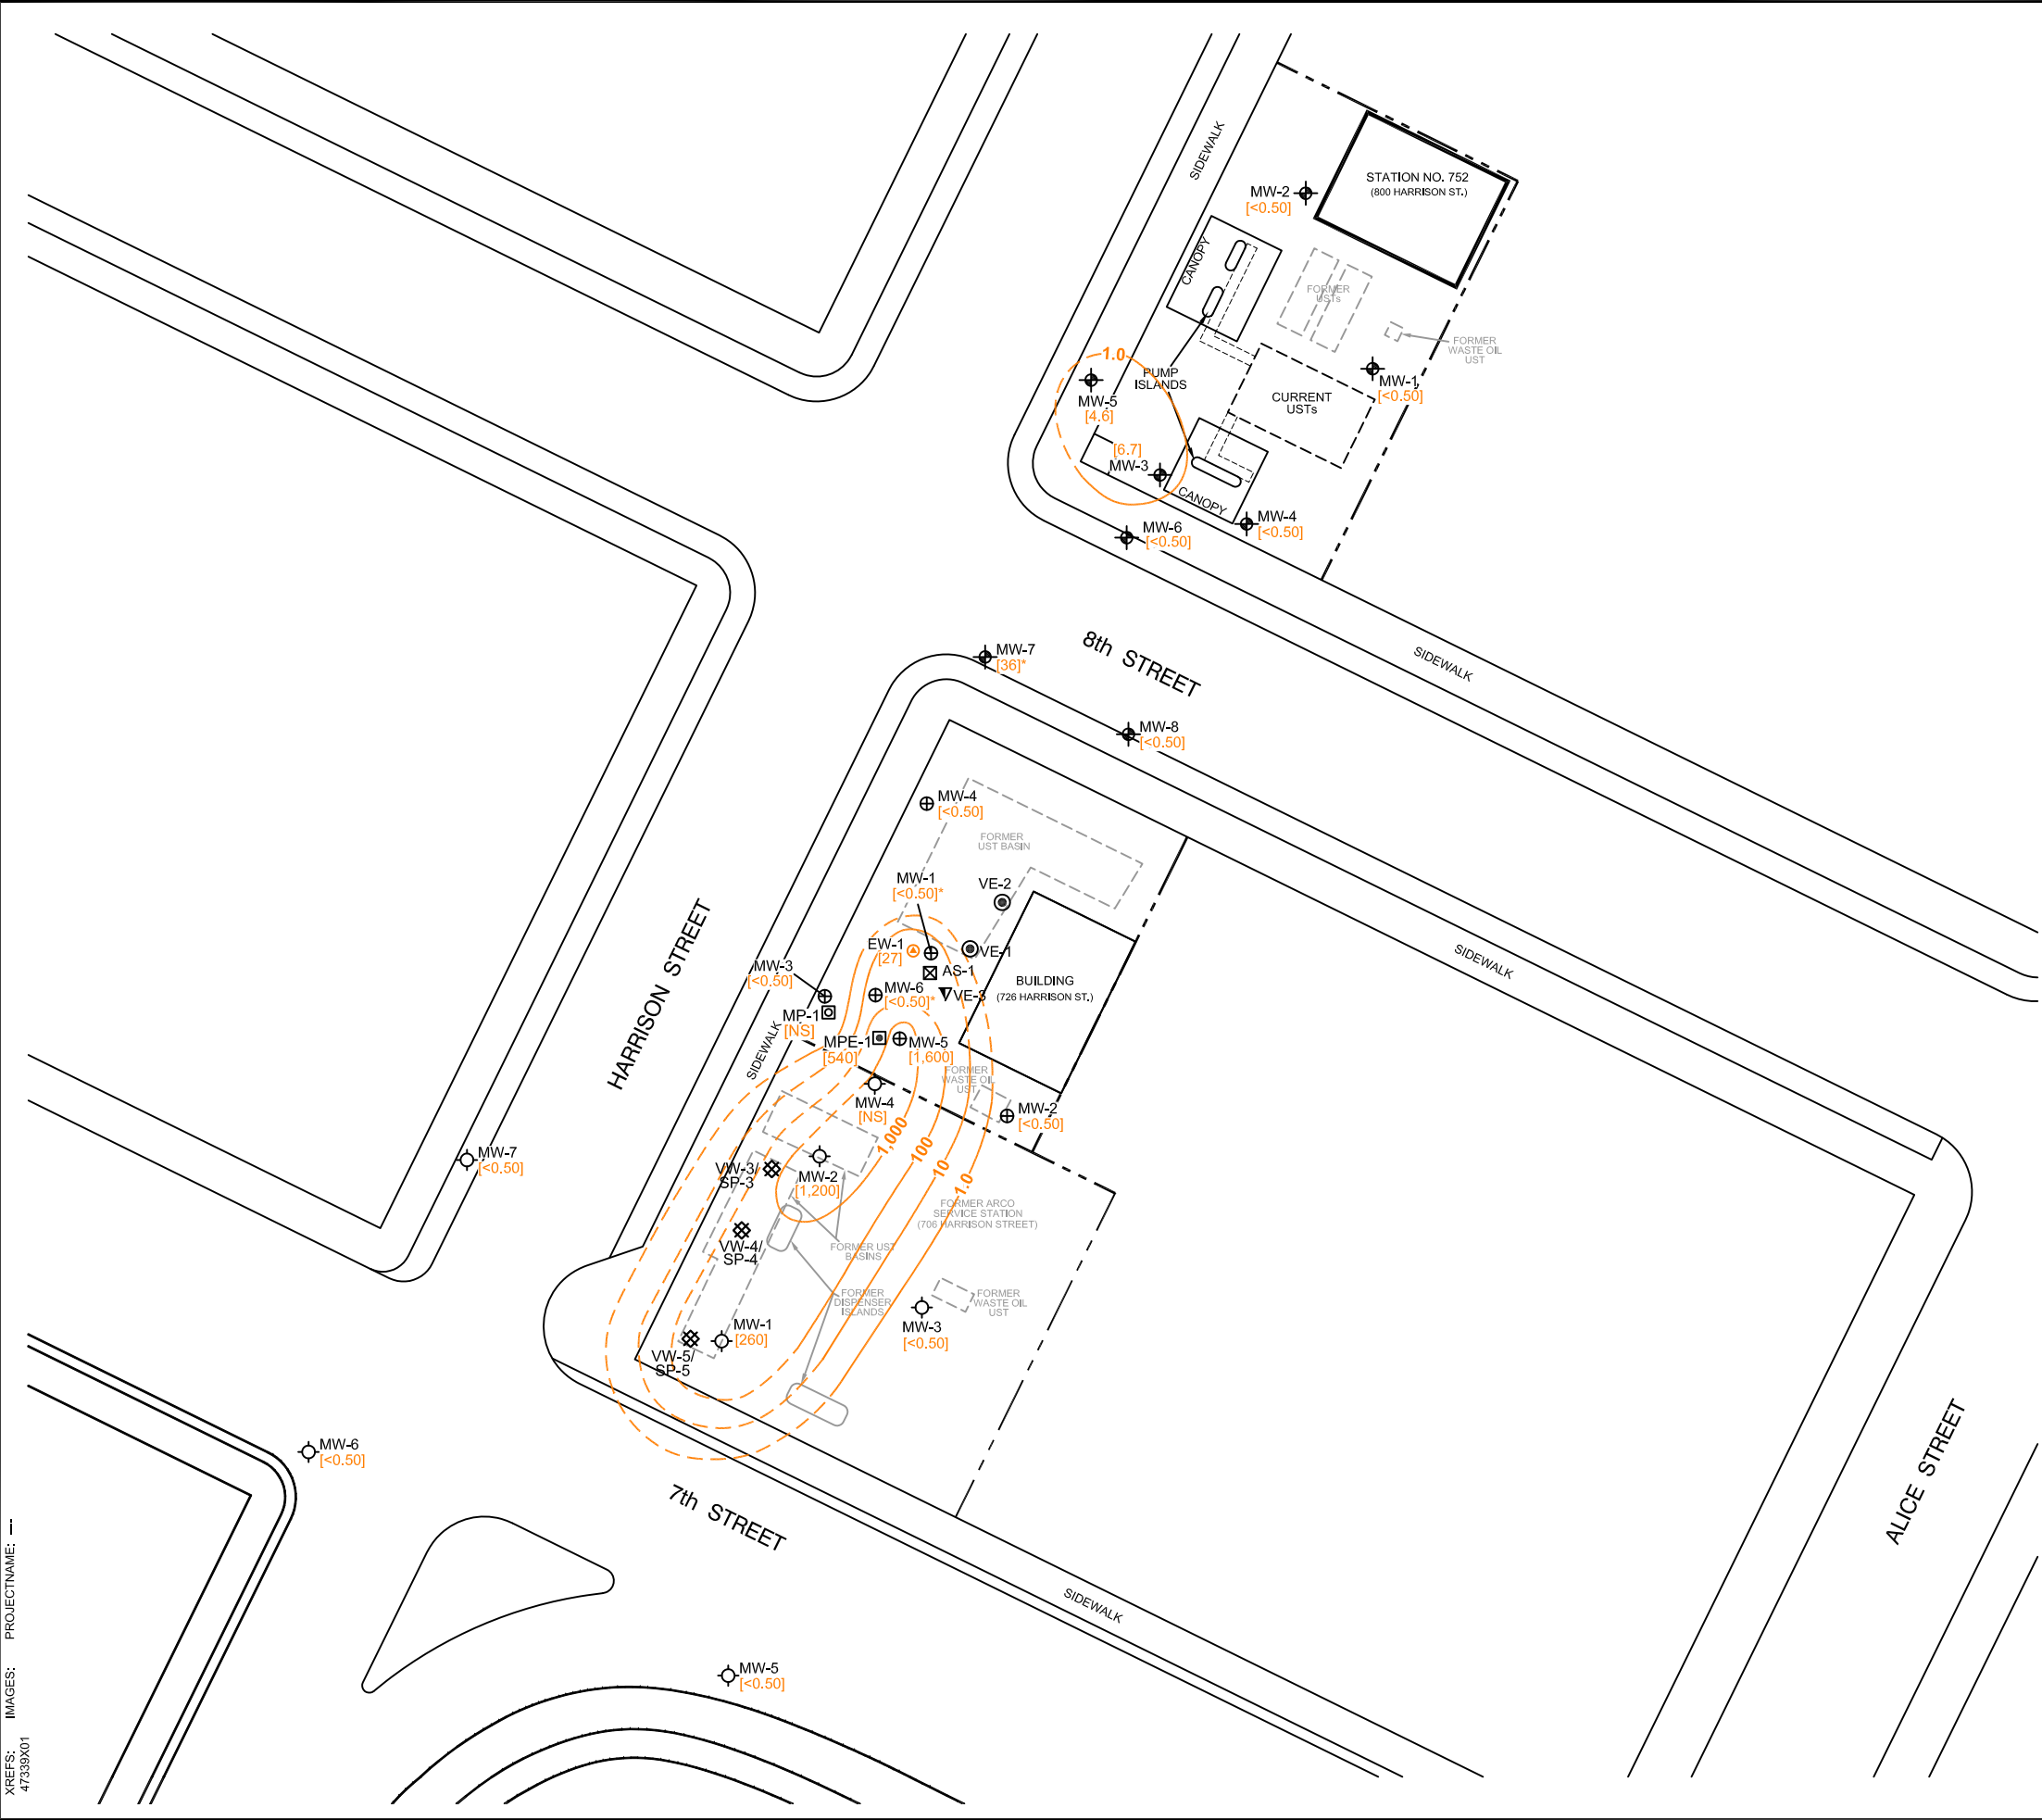 SIDEWALK
STATION NO. 752
(800 HARRISON ST.)
MW-2
[<0.50]
CANOPY
FORMER
USTs
FORMER
WASTE OIL
UST
1.0
PUMP
ISLANDS
MW-1
[<0.50]
MW-5
[4.6]
CURRENT
USTs
[6.7]
MW-3
CANOPY
MW-4
[<0.50]
MW-6
[<0.50]
8th STREET
SIDEWALK
MW-7
[36]*
MW-8
[<0.50]
MW-4
[<0.50]
FORMER
UST BASIN
MW-1
[<0.50]*
VE-2
HARRISON STREET
EW-1
[27]
VE-1
SIDEWALK
MW-3
[<0.50]
AS-1
BUILDING
(726 HARRISON ST.)
MW-6
[<0.50]*
VE-3
MP-1
[NS]
SIDEWALK
MPE-1
[540]
MW-5
[1,600]
FORMER
WASTE OIL
UST
MW-4
[NS]
MW-2
[<0.50]
1,000
100
10
1.0
MW-7
[<0.50]
VW-3/
SP-3
MW-2
[1,200]
FORMER ARCO
SERVICE STATION
(706 HARRISON STREET)
VW-4/
SP-4
FORMER UST
BASINS
FORMER
DISPENSER
ISLANDS
FORMER
WASTE OIL
UST
MW-1
[260]
MW-3
[<0.50]
VW-5/
SP-5
MW-6
[<0.50]
7th STREET
ALICE STREET
SIDEWALK
MW-5
[<0.50]
XREFS: IMAGES: PROJECTNAME: ---
47339X01